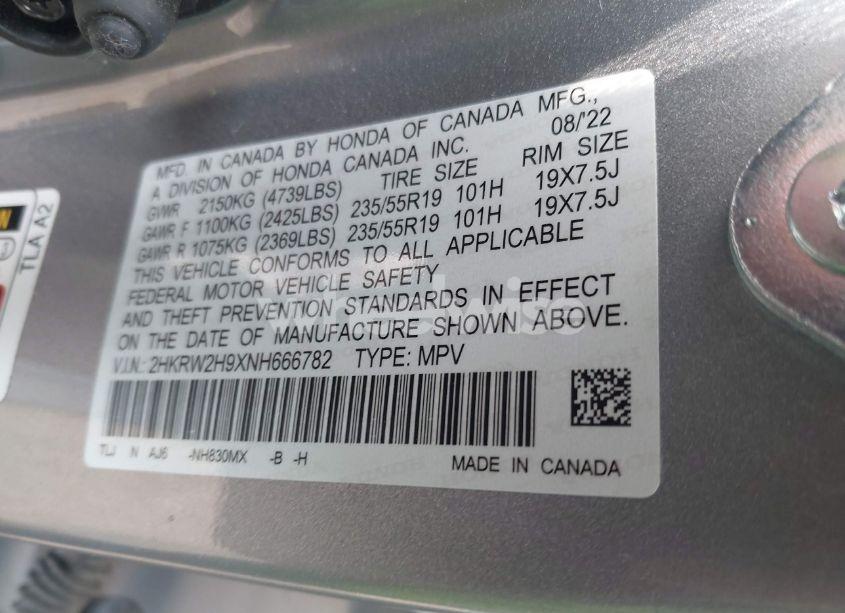 MFD. IN CANADA BY HONDA OF CANADA MFG.,
A DIVISION OF HONDA CANADA INC. 08/'22
GVWR 2150KG (4739LBS) TIRE SIZE RIM SIZE
GAWR F 1100KG (2425LBS) 235/55R19 101H 19X7.5J
GAWR R 1075KG (2369LBS) 235/55R19 101H 19X7.5J
THIS VEHICLE CONFORMS TO ALL APPLICABLE
FEDERAL MOTOR VEHICLE SAFETY
AND THEFT PREVENTION STANDARDS IN EFFECT
ON THE DATE OF MANUFACTURE SHOWN ABOVE.
V.I.N.: 2HKRW2H9XNH666782 TYPE: MPV
TLJ N AJ6 -NH830MX -B -H
MADE IN CANADA
TLA A2
N